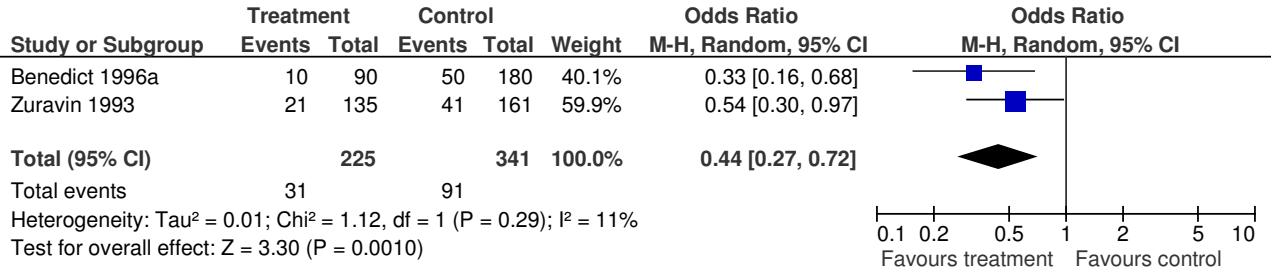 Treatment Control Odds Ratio Odds Ratio
Study or Subgroup Events Total Events Total Weight M-H, Random, 95% CI M-H, Random, 95% CI
Benedict 1996a 10 90 50 180 40.1% 0.33 [0.16, 0.68]
Zuravin 1993 21 135 41 161 59.9% 0.54 [0.30, 0.97]
Total (95% CI) 225 341 100.0% 0.44 [0.27, 0.72]
Total events 31 91
Heterogeneity: Tau² = 0.01; Chi² = 1.12, df = 1 (P = 0.29); I² = 11%
Test for overall effect: Z = 3.30 (P = 0.0010)
0.1 0.2 0.5 1 2 5 10
Favours treatment Favours control